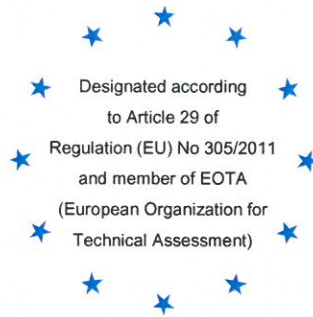 Designated according
to Article 29 of
Regulation (EU) No 305/2011
and member of EOTA
(European Organization for
Technical Assessment)